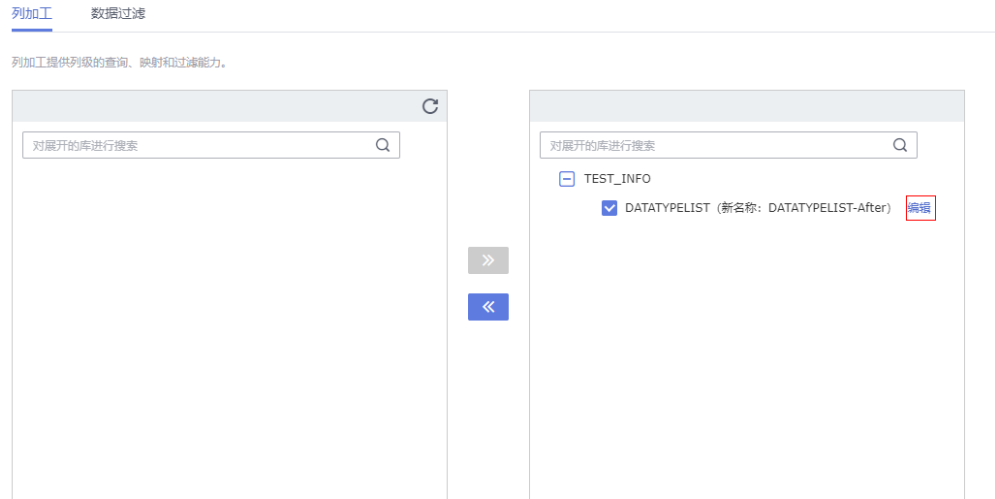 列加工 数据过滤
列加工提供列级的查询、映射和过滤能力。
对展开的库进行搜索
对展开的库进行搜索
TEST_INFO
DATATYPELIST（新名称：DATATYPELIST-After） 编辑